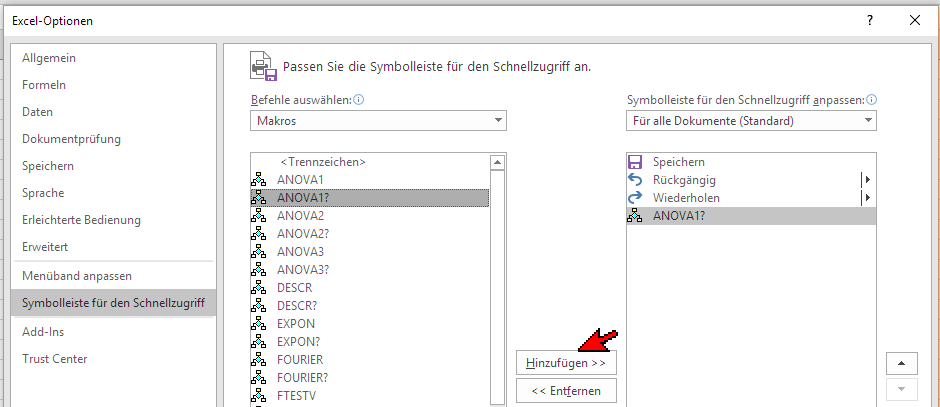 Excel-Optionen
?
Allgemein
Formeln
Daten
Dokumentprüfung
Speichern
Sprache
Erleichterte Bedienung
Erweitert
Menüband anpassen
Symbolleiste für den Schnellzugriff
Add-Ins
Trust Center
Passen Sie die Symbolleiste für den Schnellzugriff an.
Befehle auswählen:
Makros
<Trennzeichen>
ANOVA1
ANOVA1?
ANOVA2
ANOVA2?
ANOVA3
ANOVA3?
DESCR
DESCR?
EXPON
EXPON?
FOURIER
FOURIER?
FTESTV
Hinzufügen >>
<< Entfernen
Symbolleiste für den Schnellzugriff anpassen:
Für alle Dokumente (Standard)
Speichern
Rückgängig
Wiederholen
ANOVA1?